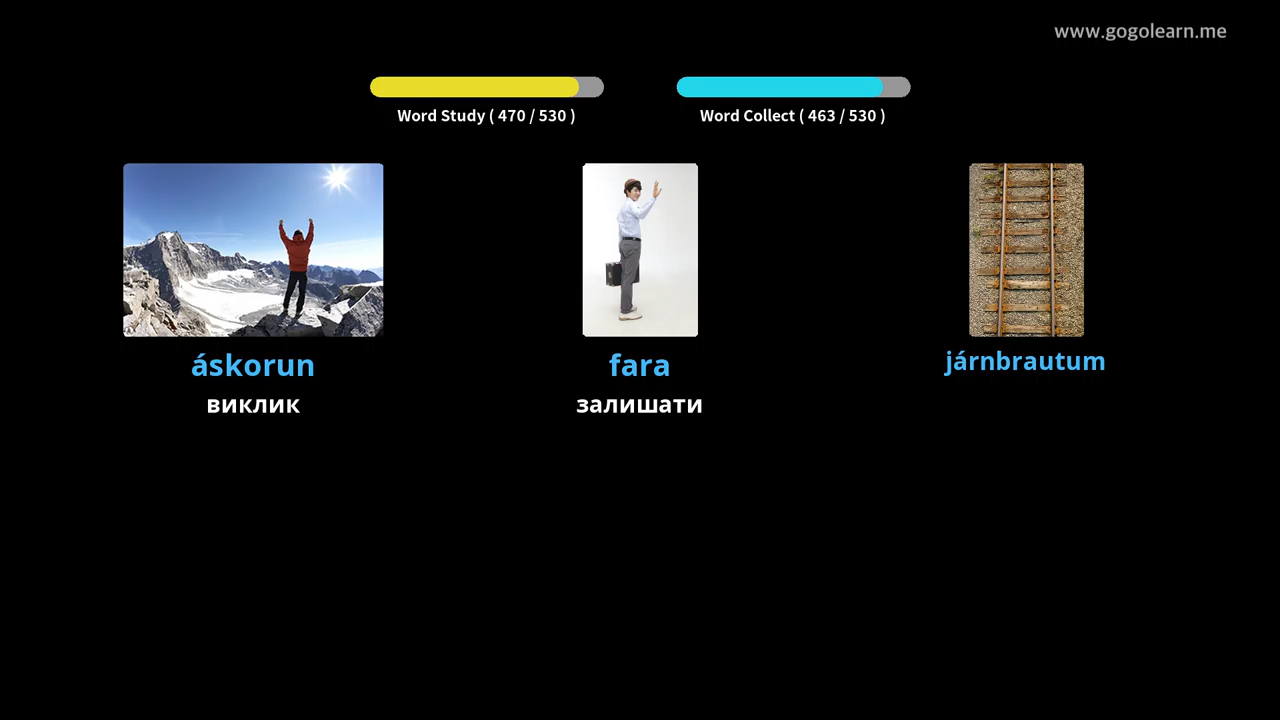 www.gogolearn.me
Word Study ( 470 / 530 )
Word Collect ( 463 / 530 )
áskorun
fara
járnbrautum
виклик
залишати